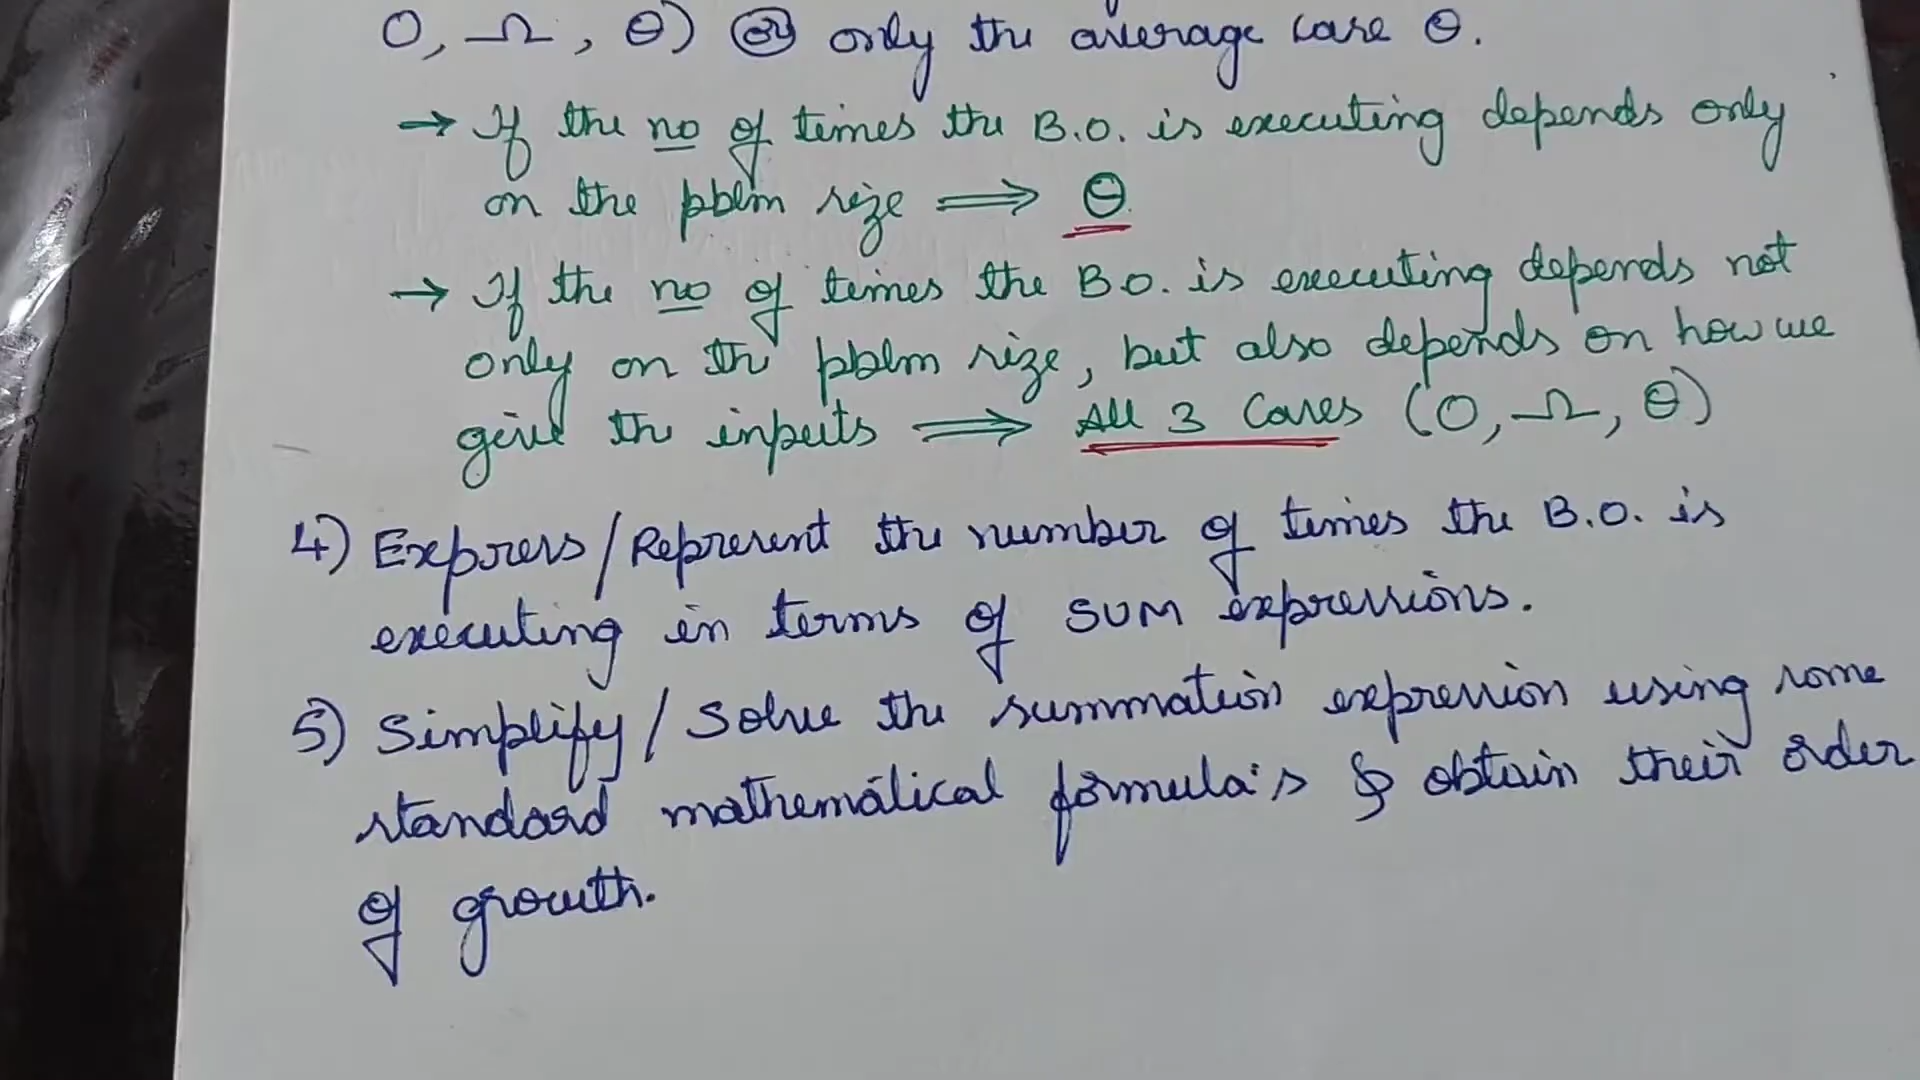 O, Ω, Θ) or only the average case Θ.
→ If the no of times the B.O. is executing depends only
on the pblm size ⟹ Θ
→ If the no of times the B.O. is executing depends not
only on th pblm size, but also depends on how we
give th inputs ⟹ All 3 Cases (O, Ω, Θ)
4) Express/Represent the number of times the B.O. is
executing in terms of SUM expressions.
5) Simplify/Solve the summation expression using some
standard mathematical formula's & obtain their order
of growth.